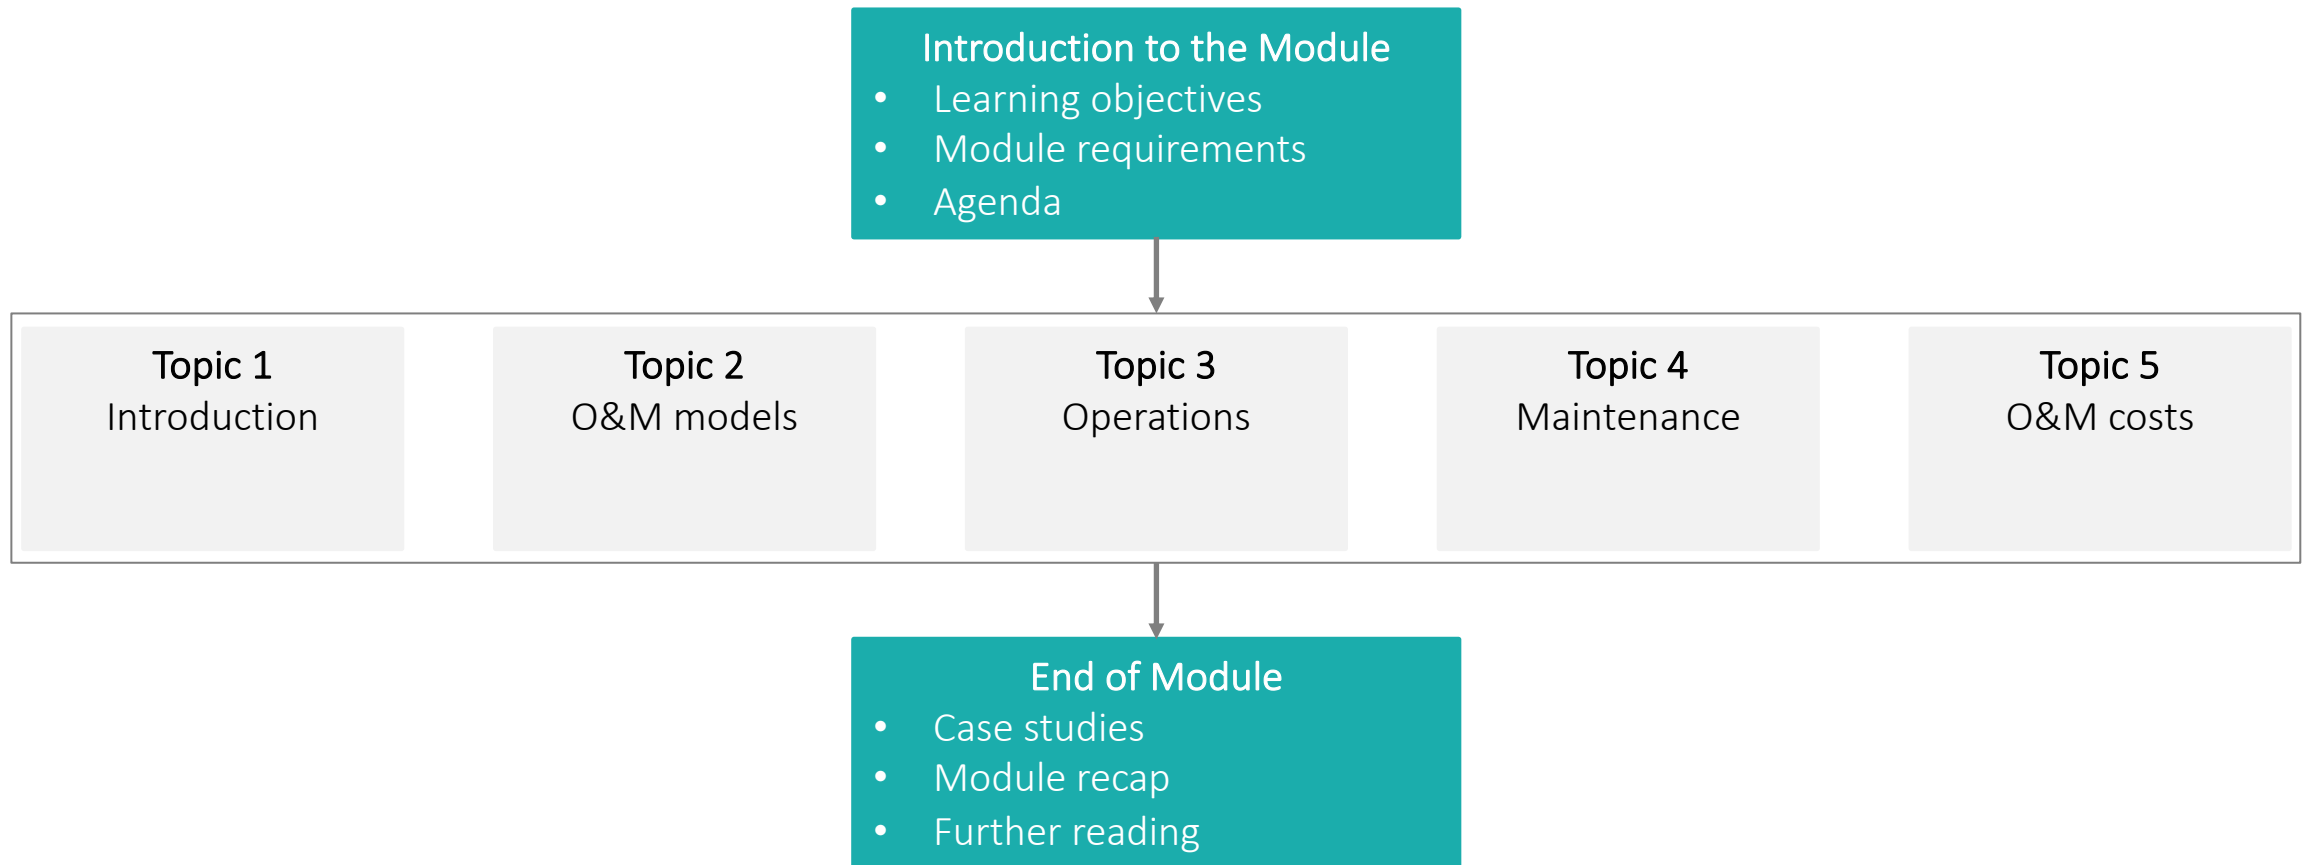 Introduction to the Module
• Learning objectives
• Module requirements
• Agenda
Topic 1
Introduction
Topic 2
O&M models
Topic 3
Operations
Topic 4
Maintenance
Topic 5
O&M costs
End of Module
• Case studies
• Module recap
• Further reading